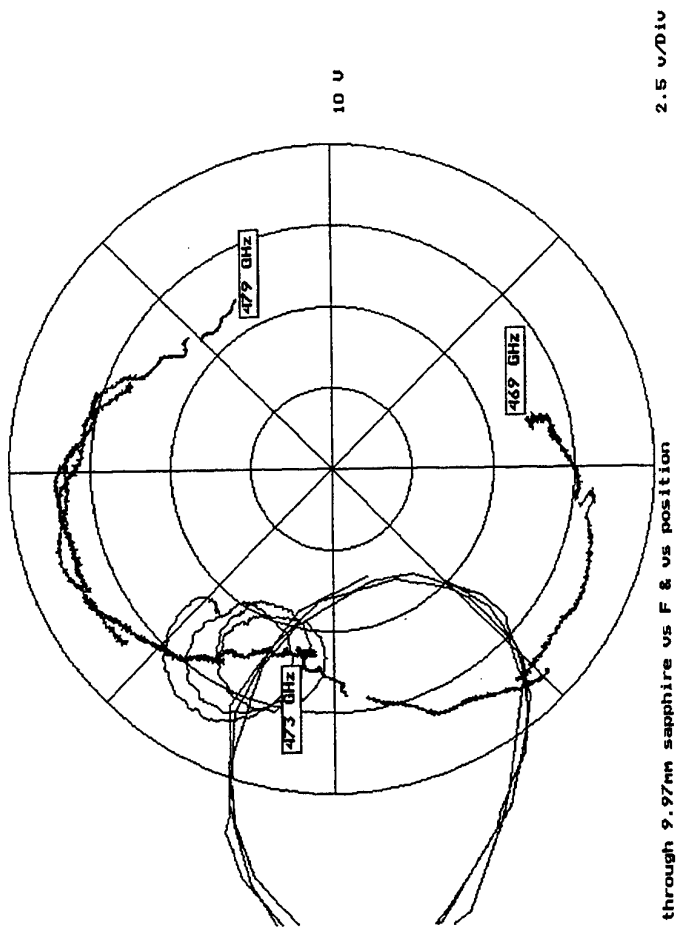 10 V
479 GHz
469 GHz
473 GHz
2.5 v/Div
through 9.97mm sapphire vs F & vs position